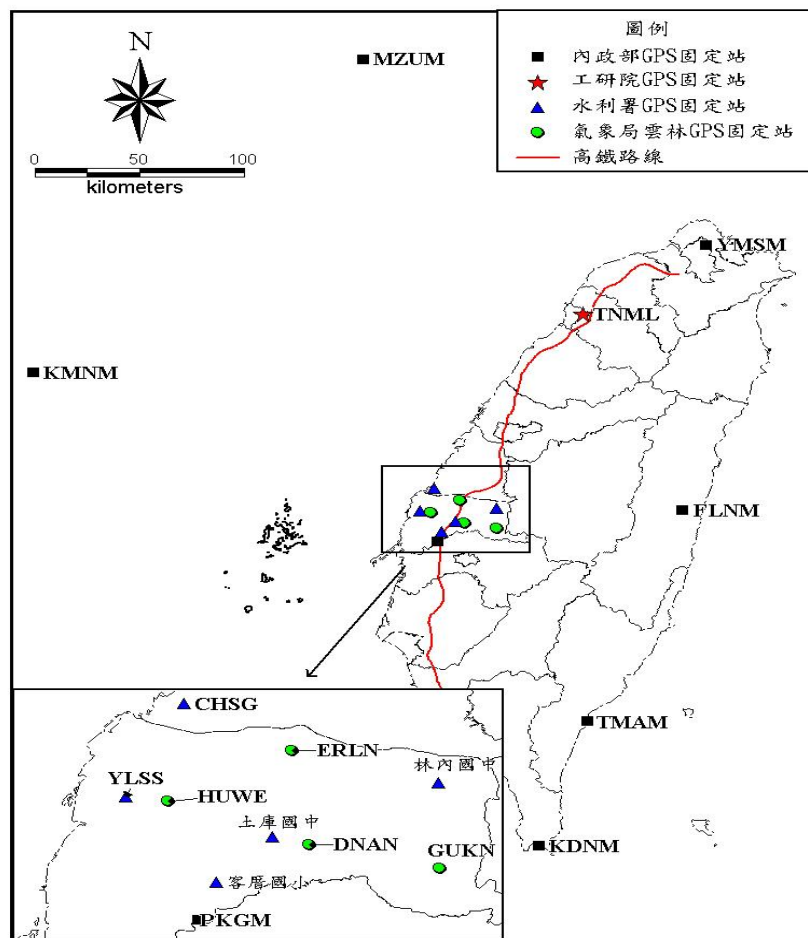 圖例
內政部GPS固定站
工研院GPS固定站
水利署GPS固定站
氣象局雲林GPS固定站
高鐵路線
N
0 50 100
kilometers
MZUM
YMSM
TNML
KMNM
FLNM
TMAM
KDNM
CHSG
ERLN
林內國中
YLSS
HUWE
土庫國中
DNAN
GUKN
客厝國小
PKGM